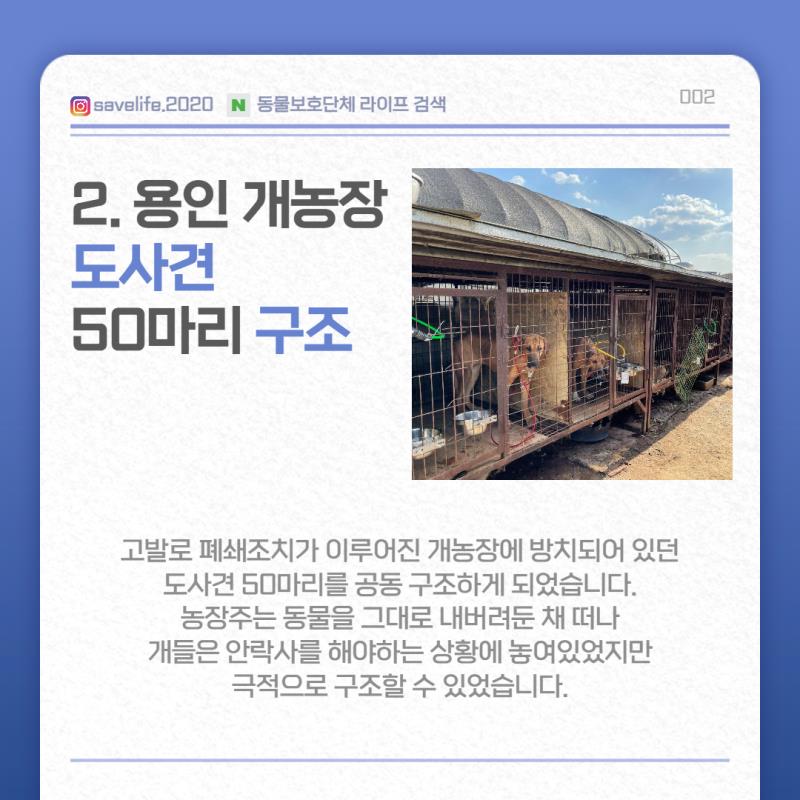 savelife.2020 N 동물보호단체 라이프 검색
002
2. 용인 개농장
도사견
50마리 구조
고발로 폐쇄조치가 이루어진 개농장에 방치되어 있던
도사견 50마리를 공동 구조하게 되었습니다.
농장주는 동물을 그대로 내버려둔 채 떠나
개들은 안락사를 해야하는 상황에 놓여있었지만
극적으로 구조할 수 있었습니다.